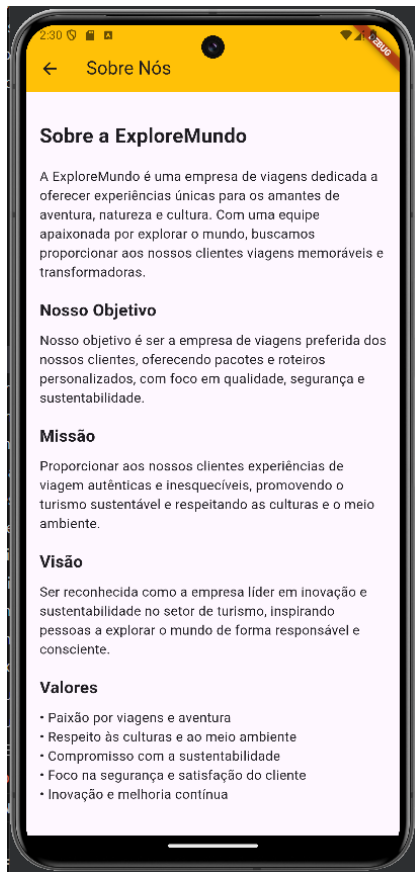 2:30
DEBUG
Sobre Nós
Sobre a ExploreMundo
A ExploreMundo é uma empresa de viagens dedicada a
oferecer experiências únicas para os amantes de
aventura, natureza e cultura. Com uma equipe
apaixonada por explorar o mundo, buscamos
proporcionar aos nossos clientes viagens memoráveis e
transformadoras.
Nosso Objetivo
Nosso objetivo é ser a empresa de viagens preferida dos
nossos clientes, oferecendo pacotes e roteiros
personalizados, com foco em qualidade, segurança e
sustentabilidade.
Missão
Proporcionar aos nossos clientes experiências de
viagem autênticas e inesquecíveis, promovendo o
turismo sustentável e respeitando as culturas e o meio
ambiente.
Visão
Ser reconhecida como a empresa líder em inovação e
sustentabilidade no setor de turismo, inspirando
pessoas a explorar o mundo de forma responsável e
consciente.
Valores
• Paixão por viagens e aventura
• Respeito às culturas e ao meio ambiente
• Compromisso com a sustentabilidade
• Foco na segurança e satisfação do cliente
• Inovação e melhoria contínua